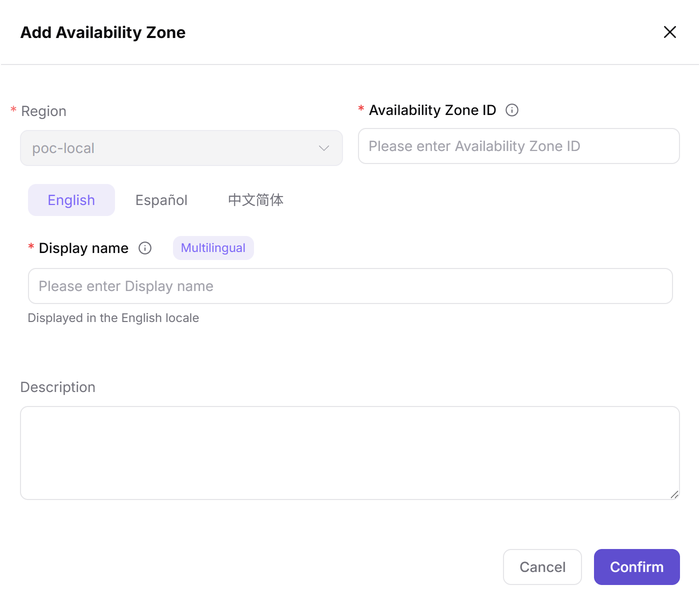 Add Availability Zone
* Region
* Availability Zone ID
poc-local
Please enter Availability Zone ID
English
Español
中文简体
* Display name
Multilingual
Please enter Display name
Displayed in the English locale
Description
Cancel
Confirm